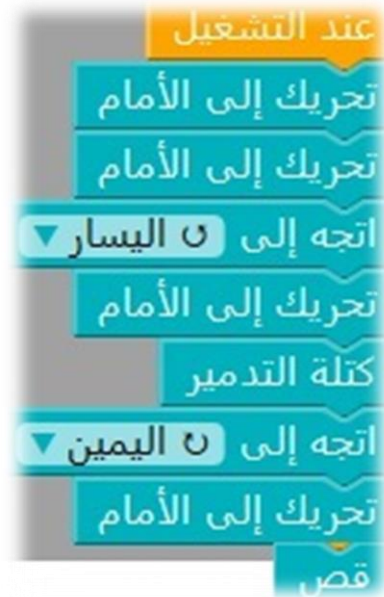 عند التشغيل
تحريك إلى الأمام
تحريك إلى الأمام
اتجه إلى ↺ اليسار ▼
تحريك إلى الأمام
كتلة التدمير
اتجه إلى ↻ اليمين ▼
تحريك إلى الأمام
قص